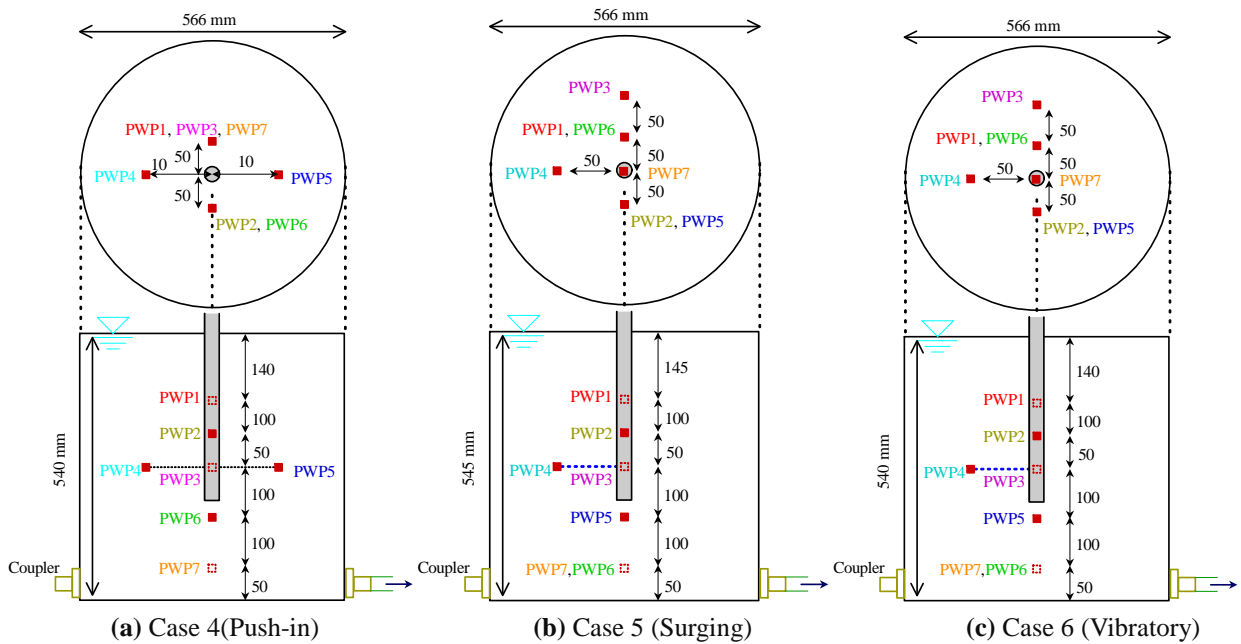 566 mm
PWP1, PWP3, PWP7
50
10
10
PWP4
PWP5
50
PWP2, PWP6
140
PWP1
100
PWP2
50
PWP4
PWP5
PWP3
100
PWP6
100
PWP7
50
540 mm
Coupler
(a) Case 4(Push-in)
566 mm
PWP3
50
PWP1, PWP6
50
50
PWP4
PWP7
50
PWP2, PWP5
145
PWP1
100
PWP2
50
PWP4
PWP3
100
PWP5
100
PWP7,PWP6
50
545 mm
Coupler
(b) Case 5 (Surging)
566 mm
PWP3
50
PWP1, PWP6
50
50
PWP4
PWP7
50
PWP2, PWP5
140
PWP1
100
PWP2
50
PWP4
PWP3
100
PWP5
100
PWP7,PWP6
50
540 mm
Coupler
(c) Case 6 (Vibratory)